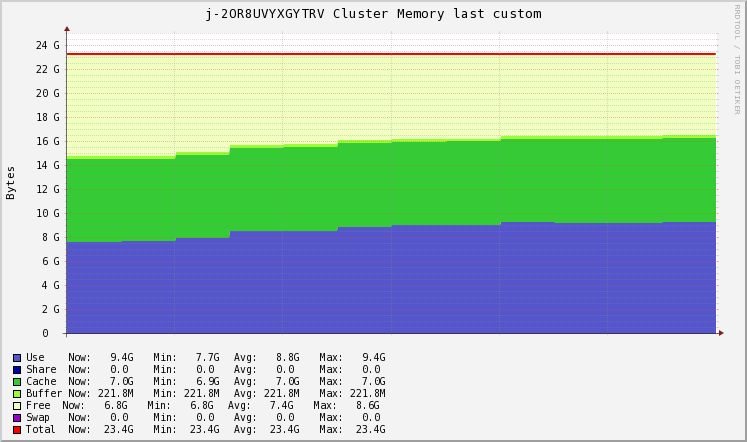 j-2OR8UVYXGYTRV Cluster Memory last custom
RRDTOOL / TOBI OETIKER
Bytes
24 G
22 G
20 G
18 G
16 G
14 G
12 G
10 G
8 G
6 G
4 G
2 G
0
Use Now: 9.4G Min: 7.7G Avg: 8.8G Max: 9.4G
Share Now: 0.0 Min: 0.0 Avg: 0.0 Max: 0.0
Cache Now: 7.0G Min: 6.9G Avg: 7.0G Max: 7.0G
Buffer Now: 221.8M Min: 221.8M Avg: 221.8M Max: 221.8M
Free Now: 6.8G Min: 6.8G Avg: 7.4G Max: 8.6G
Swap Now: 0.0 Min: 0.0 Avg: 0.0 Max: 0.0
Total Now: 23.4G Min: 23.4G Avg: 23.4G Max: 23.4G